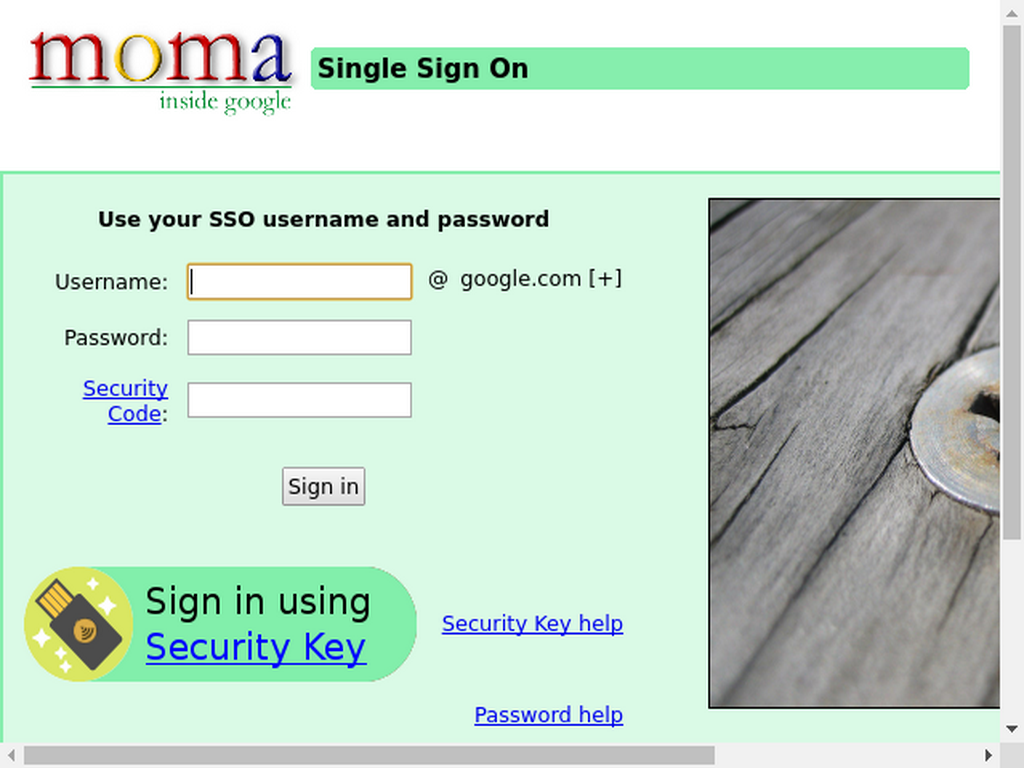 moma
inside google
Single Sign On
Use your SSO username and password
Username:
@ google.com [+]
Password:
Security
Code:
Sign in
Sign in using
Security Key
Security Key help
Password help